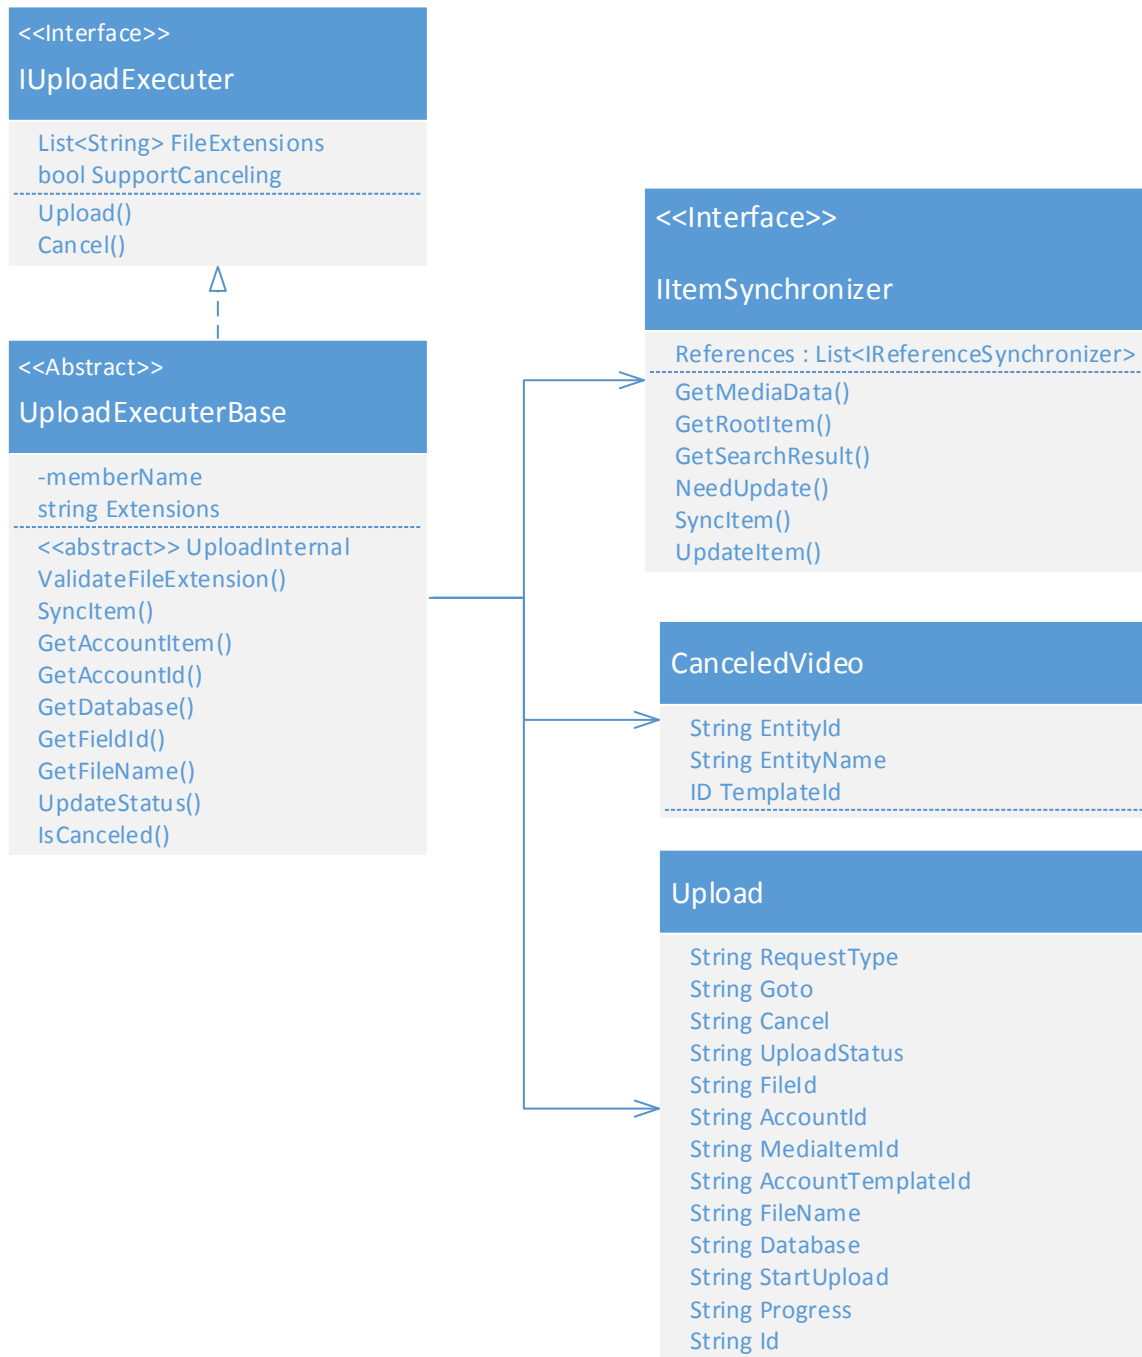 <<Interface>>
IUploadExecuter
List<String> FileExtensions
bool SupportCanceling
Upload()
Cancel()
<<Abstract>>
UploadExecuterBase
-memberName
string Extensions
<<abstract>> UploadInternal
ValidateFileExtension()
SyncItem()
GetAccountItem()
GetAccountId()
GetDatabase()
GetFieldId()
GetFileName()
UpdateStatus()
IsCanceled()
<<Interface>>
IItemSynchronizer
References : List<IReferenceSynchronizer>
GetMediaData()
GetRootItem()
GetSearchResult()
NeedUpdate()
SyncItem()
UpdateItem()
CanceledVideo
String EntityId
String EntityName
ID TemplateId
Upload
String RequestType
String Goto
String Cancel
String UploadStatus
String FileId
String AccountId
String MediaItemId
String AccountTemplateId
String FileName
String Database
String StartUpload
String Progress
String Id